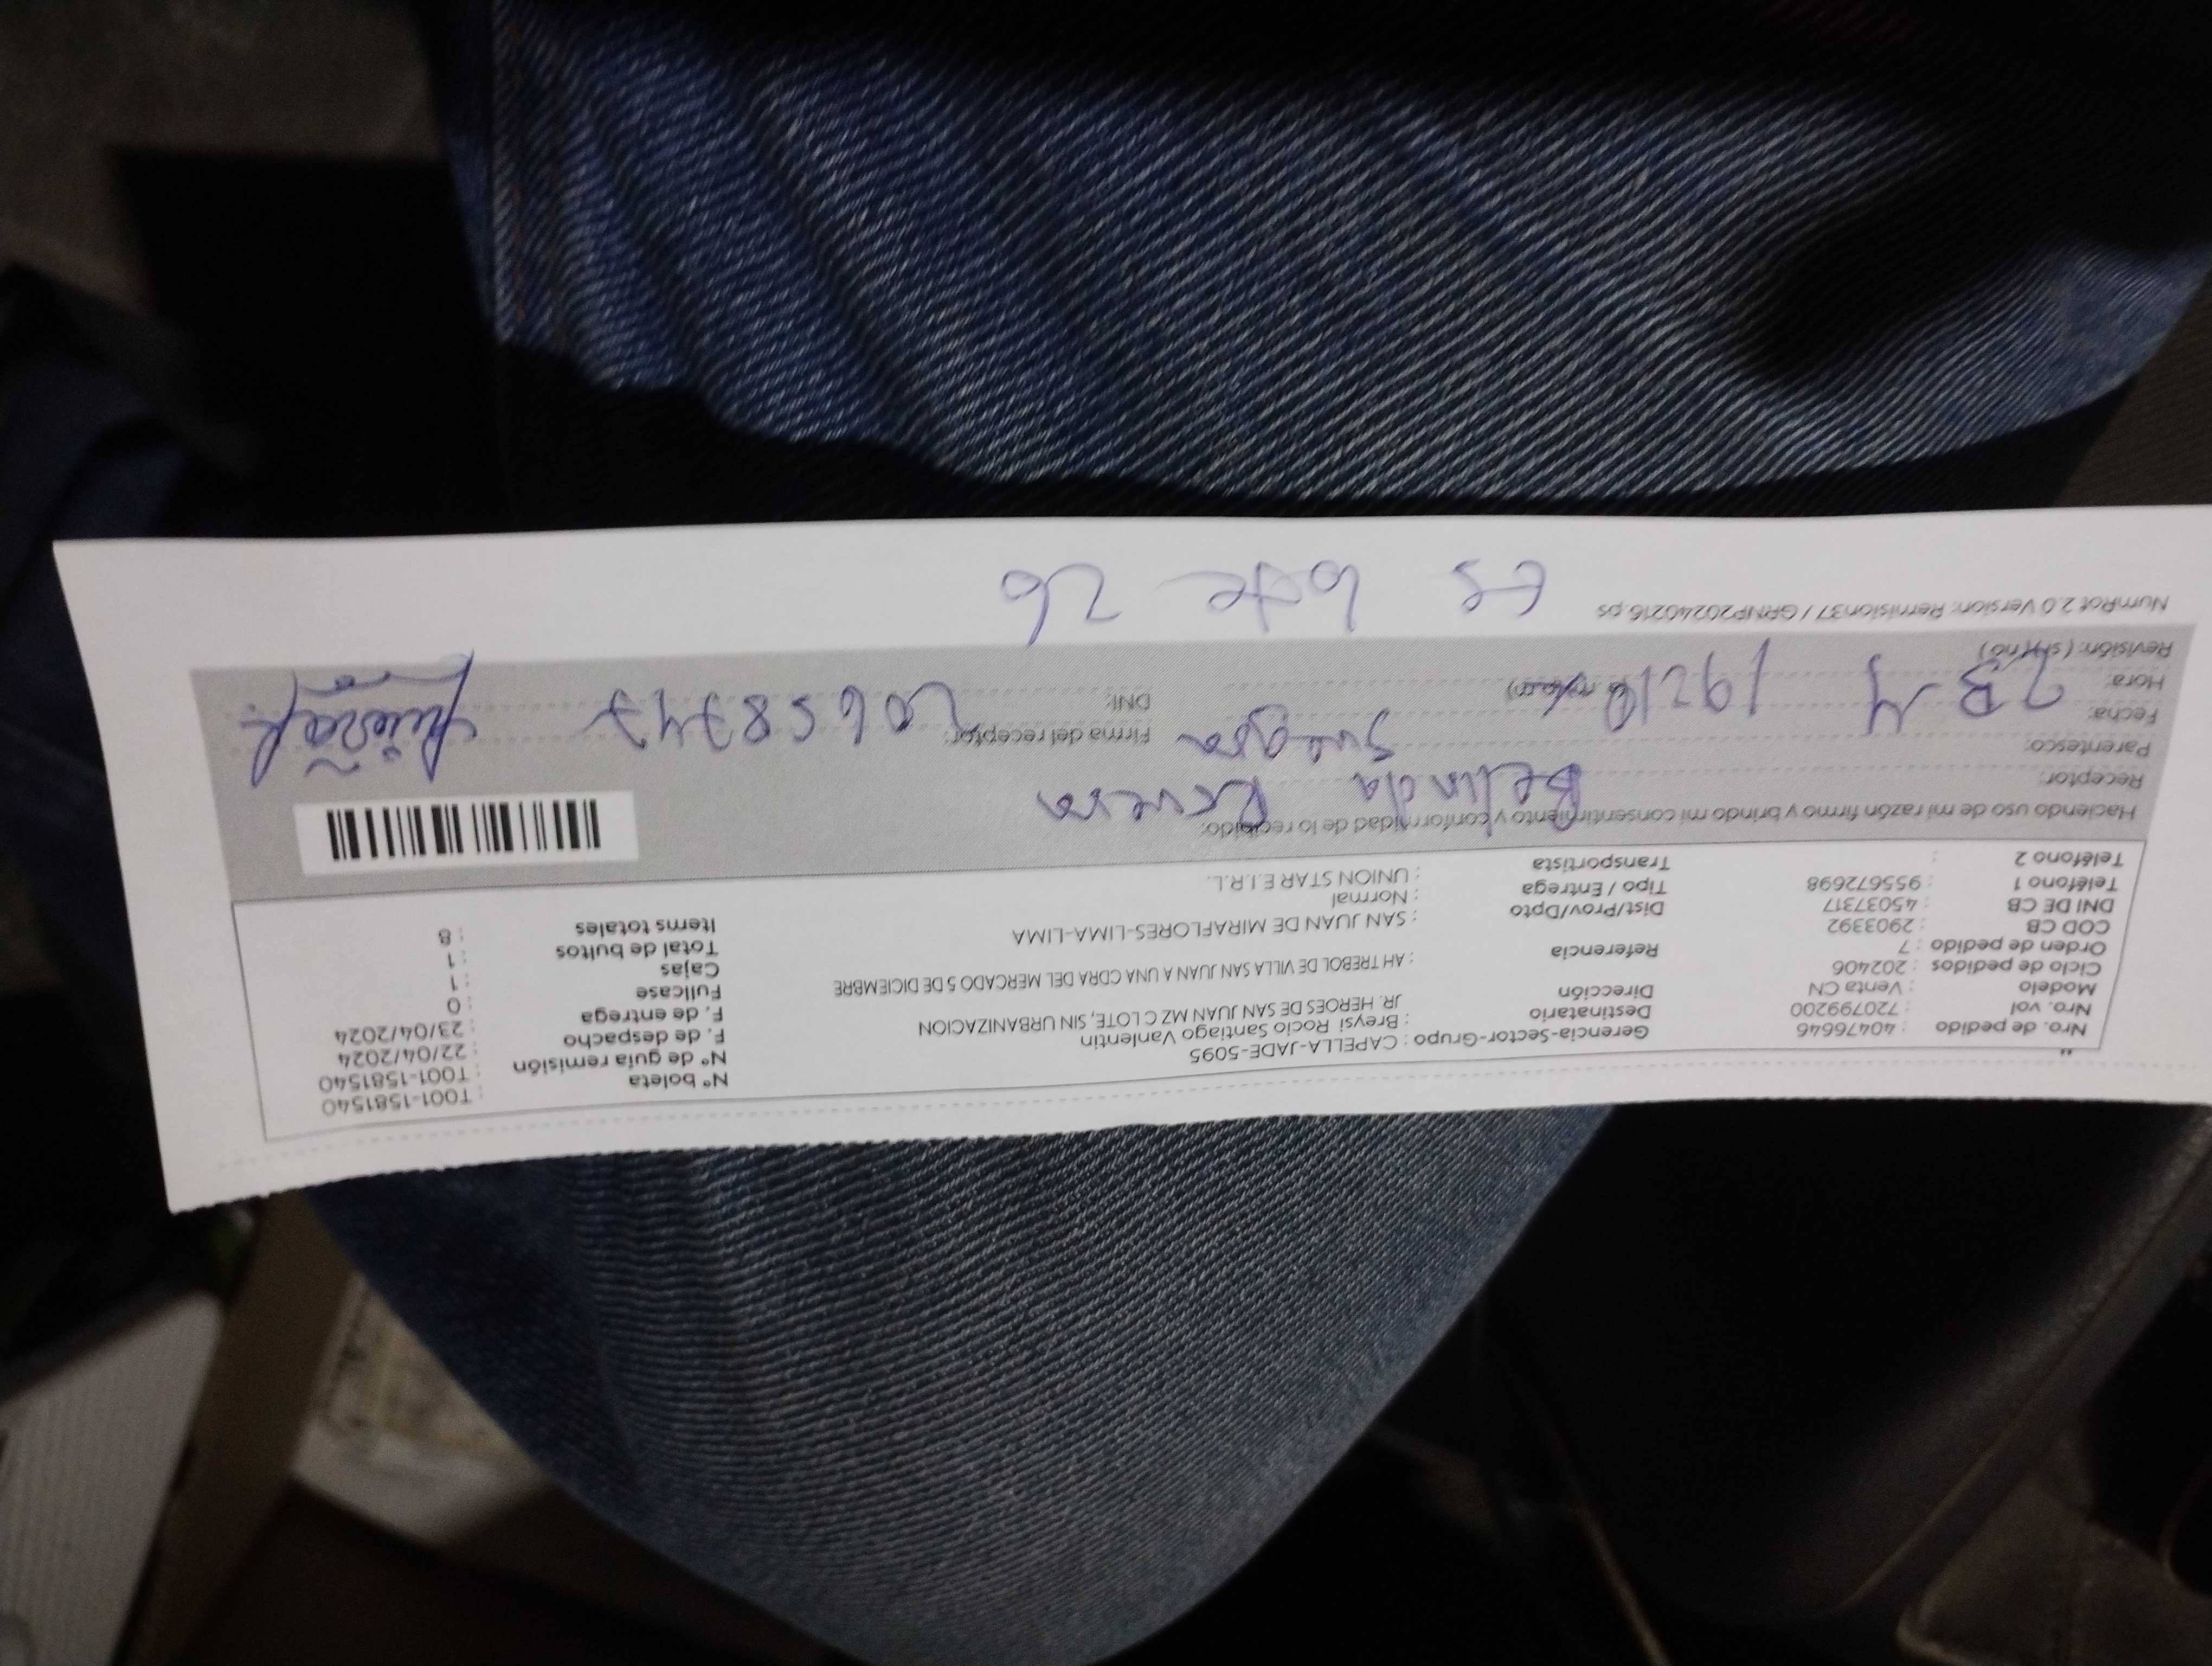 Nro. de pedido : 40476646
Nro. vol : 720799200
Modelo : Venta CN
Ciclo de pedidos : 202406
Orden de pedido : 7
COD CB : 2903392
DNI DE CB : 45037317
Teléfono 1 : 955672698
Teléfono 2 :
Gerencia-Sector-Grupo : CAPELLA-JADE-5095
Destinatario : Breysi Rocio Santiago Vanlentin
Dirección JR. HEROES DE SAN JUAN MZ C LOTE, SIN URBANIZACION
Referencia : AH TREBOL DE VILLA SAN JUAN A UNA CDRA DEL MERCADO 5 DE DICIEMBRE
Dist/Prov/Dpto : SAN JUAN DE MIRAFLORES-LIMA-LIMA
Tipo / Entrega : Normal
Transportista : UNION STAR E.I.R.L.
N° boleta : T001-1581540
N° de guía remisión : T001-1581540
F. de despacho : 22/04/2024
F. de entrega : 23/04/2024
Fullcase : 0
Cajas : 1
Total de bultos : 1
Items totales : 8
Haciendo uso de mi razón firmo y brindo mi consentimiento y conformidad de lo recibido:
Receptor: Belinda Rivera
Parentesco: Suegra
Firma del receptor:
Fecha:
Hora: (a.m/p.m)
DNI:
Revisión: (sí) (no)
NumRot 2.0 Version: Remision37 / GRNP20240216.ps
Es lote 26